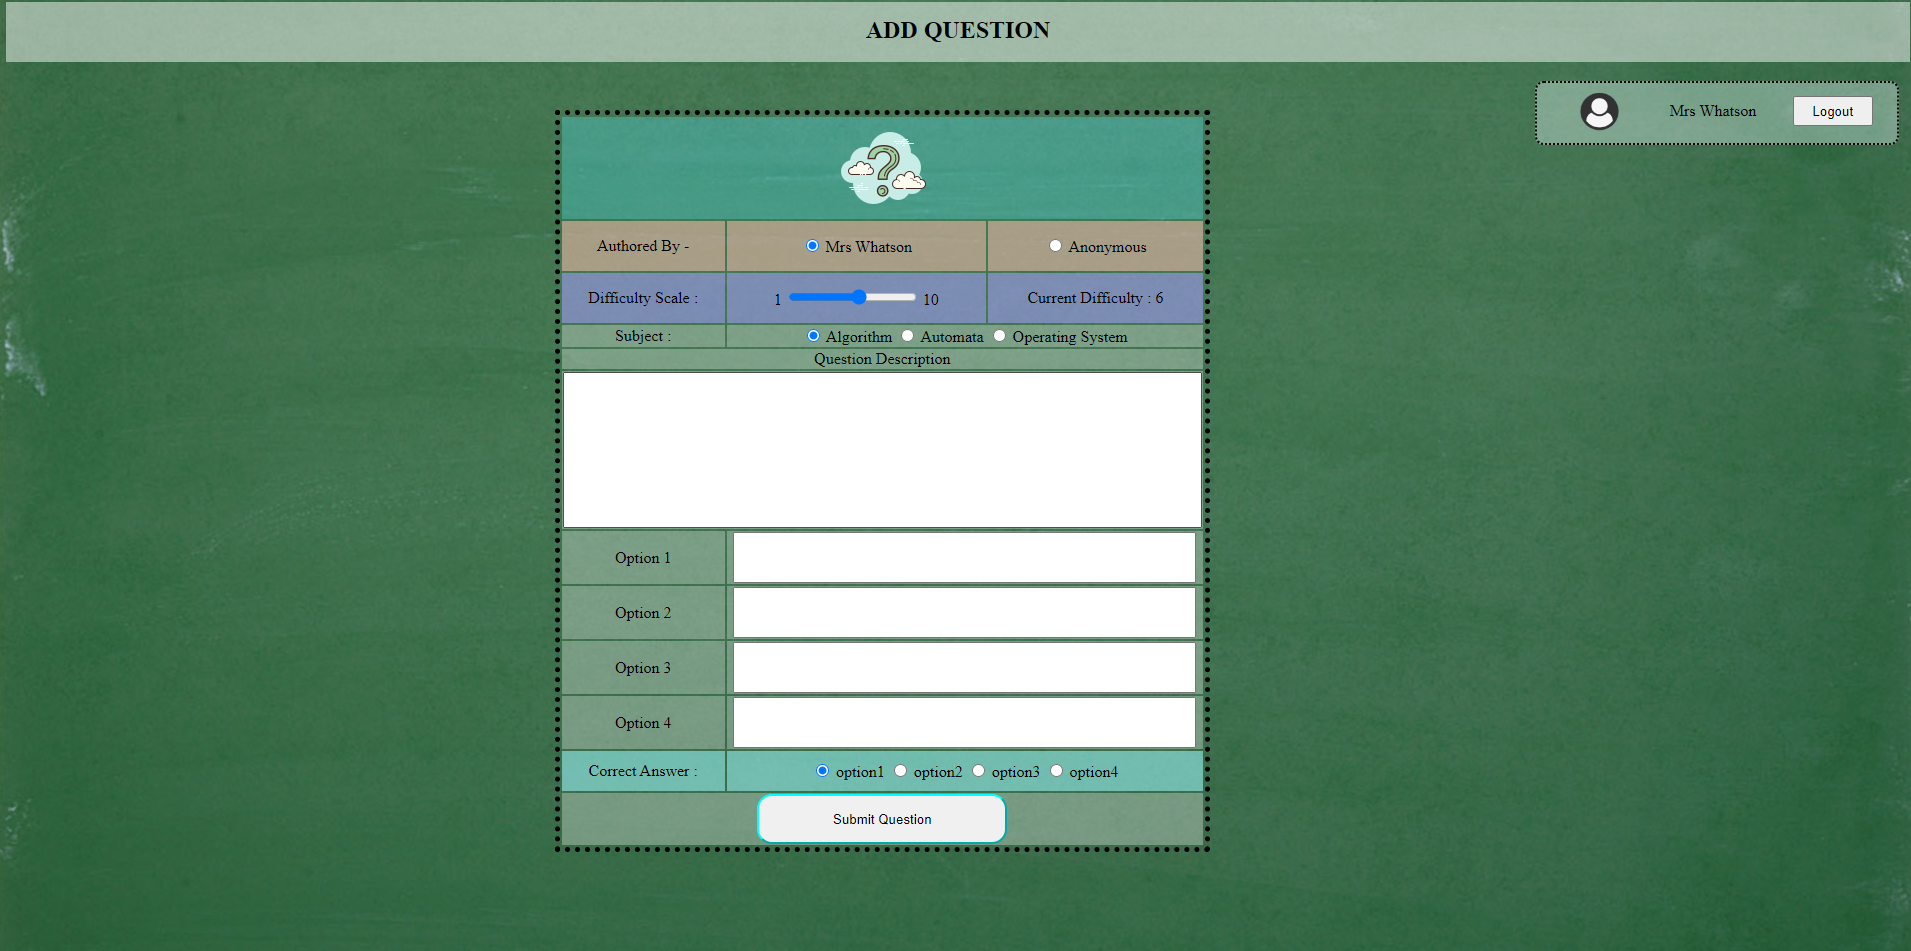 ADD QUESTION
Mrs Whatson Logout
?
Authored By - Mrs Whatson Anonymous
Difficulty Scale : 1 10 Current Difficulty : 6
Subject : Algorithm Automata Operating System
Question Description
Option 1
Option 2
Option 3
Option 4
Correct Answer : option1 option2 option3 option4
Submit Question